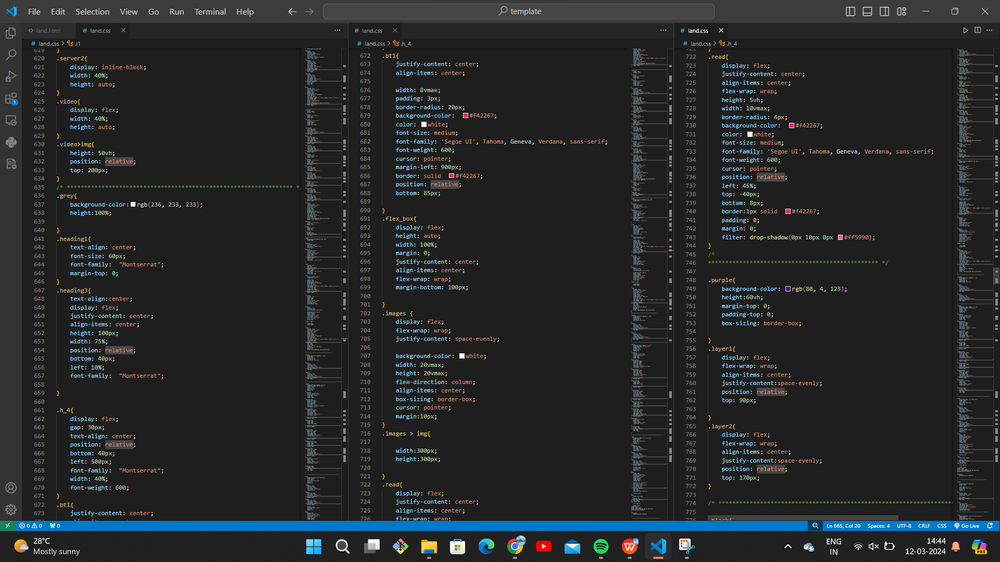 File Edit Selection View Go Run Terminal Help
template
land.html
# land.css
# land.css > .l1
619 }
620 .server2{
621 display: inline-block;
622 width: 40%;
623 height: auto;
624 }
625 .video{
626 display: flex;
627 width: 40%;
628 height: auto;
629 }
630 .video>img{
631 height: 50vh;
632 position: relative;
633 top: 200px;
634 }
635 /* ***************************************************************** *
636 .grey{
637 background-color: rgb(236, 233, 233);
638 height:100%;
639
640 }
641 .heading1{
642 text-align: center;
643 font-size: 60px;
644 font-family: "Montserrat";
645 margin-top: 0;
646 }
647 .heading3{
648 text-align:center;
649 display: flex;
650 justify-content: center;
651 align-items: center;
652 height: 100px;
653 width: 75%;
654 position: relative;
655 bottom: 40px;
656 left: 10%;
657 font-family: "Montserrat";
658
659 }
660
661 .h_4{
662 display: flex;
663 gap: 30px;
664 text-align: center;
665 position: relative;
666 bottom: 40px;
667 left: 500px;
668 font-family: "Montserrat";
669 width: 40%;
670 font-weight: 600;
671 }
672 .bt1{
673 justify-content: center;
# land.css
# land.css > .h_4
672 .bt1{
673 justify-content: center;
674 align-items: center;
675
676 width: 8vmax;
677 padding: 3px;
678 border-radius: 20px;
679 background-color: #f42267;
680 color: white;
681 font-size: medium;
682 font-family: 'Segoe UI', Tahoma, Geneva, Verdana, sans-serif;
683 font-weight: 600;
684 cursor: pointer;
685 margin-left: 900px;
686 border: solid #f42267;
687 position: relative;
688 bottom: 85px;
689
690 }
691 .flex_box{
692 display: flex;
693 height: auto;
694 width: 100%;
695 margin: 0;
696 justify-content: center;
697 align-items: center;
698 flex-wrap: wrap;
699 margin-bottom: 100px;
700
701 }
702 .images {
703 display: flex;
704 flex-wrap: wrap;
705 justify-content: space-evenly;
706
707 background-color: white;
708 width: 20vmax;
709 height: 20vmax;
710 flex-direction: column;
711 align-items: center;
712 box-sizing: border-box;
713 cursor: pointer;
714 margin:10px;
715 }
716 .images > img{
717
718 width:300px;
719 height:300px;
720
721 }
722 .read{
723 display: flex;
724 justify-content: center;
725 align-items: center;
726 flex-wrap: wrap;
# land.css
# land.css > .h_4
721 }
722 .read{
723 display: flex;
724 justify-content: center;
725 align-items: center;
726 flex-wrap: wrap;
727 height: 5vh;
728 width: 10vmax;
729 border-radius: 4px;
730 background-color: #f42267;
731 color: white;
732 font-size: medium;
733 font-family: 'Segoe UI', Tahoma, Geneva, Verdana, sans-serif;
734 font-weight: 600;
735 cursor: pointer;
736 position: relative;
737 left: 45%;
738 top: -40px;
739 bottom: 8px;
740 border:1px solid #f42267;
741 padding: 0;
742 margin: 0;
743 filter: drop-shadow(0px 10px 0px #ff5990);
744 }
745 /*
746 ************************************************* */
747
748 .purple{
749 background-color: rgb(80, 4, 123);
750 height:60vh;
751 margin-top: 0;
752 padding-top: 0;
753 box-sizing: border-box;
754
755 }
756 .layer1{
757 display: flex;
758 flex-wrap: wrap;
759 align-items: center;
760 justify-content:space-evenly;
761 position: relative;
762 top: 90px;
763
764 }
765 .layer2{
766 display: flex;
767 flex-wrap: wrap;
768 align-items: center;
769 justify-content:space-evenly;
770 position: relative;
771 top: 170px;
772 }
773
774 /* *******************************************************************
775
776 .black{
0 0 0
Ln 665, Col 20 Spaces: 4 UTF-8 CRLF CSS Go Live
28°C
Mostly sunny
ENG
IN
14:44
12-03-2024
PRE